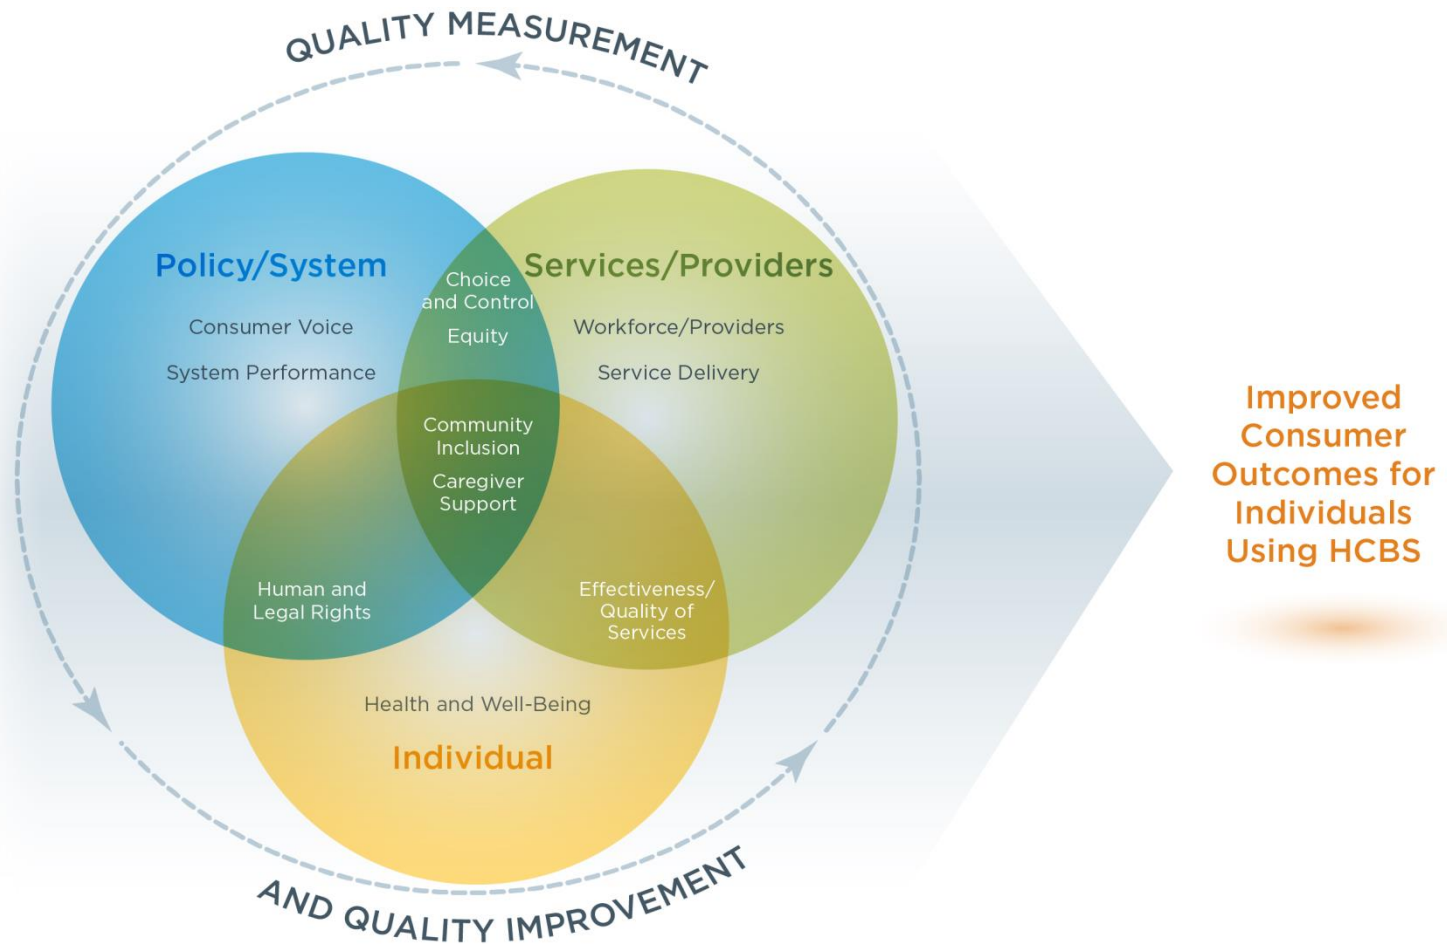 QUALITY MEASUREMENT
Policy/System
Consumer Voice
System Performance
Choice
and Control
Equity
Services/Providers
Workforce/Providers
Service Delivery
Community
Inclusion
Caregiver
Support
Human and
Legal Rights
Effectiveness/
Quality of
Services
Health and Well-Being
Individual
AND QUALITY IMPROVEMENT
Improved
Consumer
Outcomes for
Individuals
Using HCBS